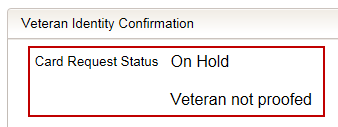 Veteran Identity Confirmation
Card Request Status On Hold
Veteran not proofed